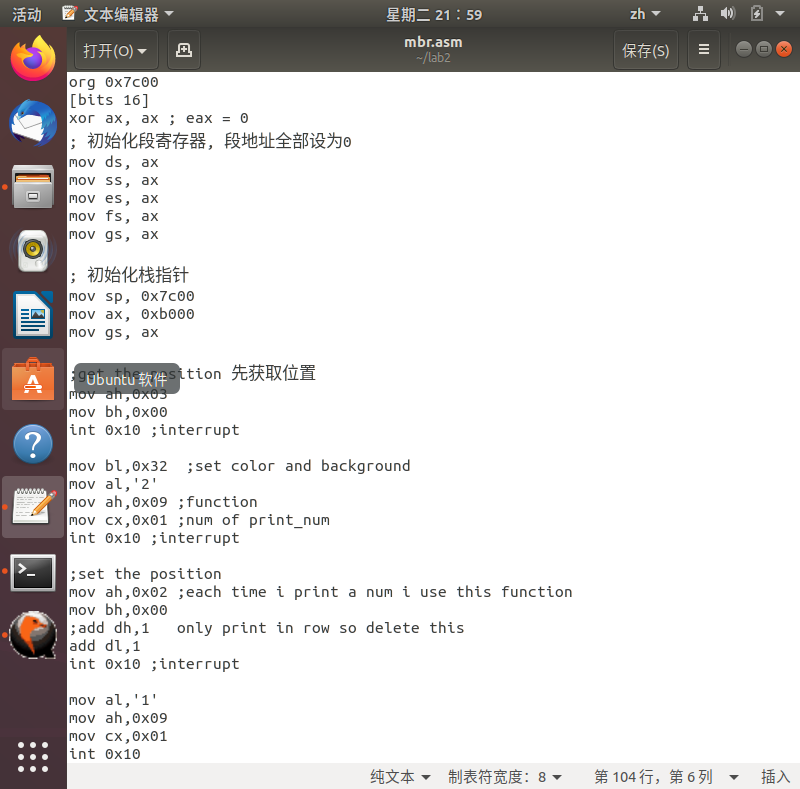 活动 文本编辑器 星期二 21：59 zh
打开(O) mbr.asm 保存(S)
~/lab2
org 0x7c00
[bits 16]
xor ax, ax ; eax = 0
; 初始化段寄存器, 段地址全部设为0
mov ds, ax
mov ss, ax
mov es, ax
mov fs, ax
mov gs, ax
; 初始化栈指针
mov sp, 0x7c00
mov ax, 0xb000
mov gs, ax
;get the position 先获取位置
Ubuntu 软件
mov ah,0x03
mov bh,0x00
int 0x10 ;interrupt
mov bl,0x32  ;set color and background
mov al,'2'
mov ah,0x09 ;function
mov cx,0x01 ;num of print_num
int 0x10 ;interrupt
;set the position
mov ah,0x02 ;each time i print a num i use this function
mov bh,0x00
;add dh,1   only print in row so delete this
add dl,1
int 0x10 ;interrupt
mov al,'1'
mov ah,0x09
mov cx,0x01
int 0x10
纯文本 制表符宽度：8 第 104 行，第 6 列 插入